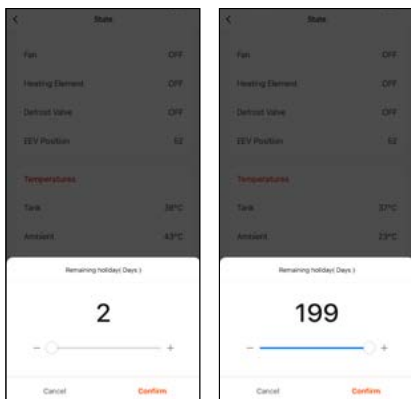 State
Fan OFF
Heating Element OFF
Defrost Valve OFF
EEV Position 52
Temperatures
Tank 38°C
Ambient 43°C
Remaining holiday( Days )
2
− +
Cancel Confirm
State
Fan OFF
Heating Element OFF
Defrost Valve OFF
EEV Position 52
Temperatures
Tank 37°C
Ambient 23°C
Remaining holiday( Days )
199
− +
Cancel Confirm